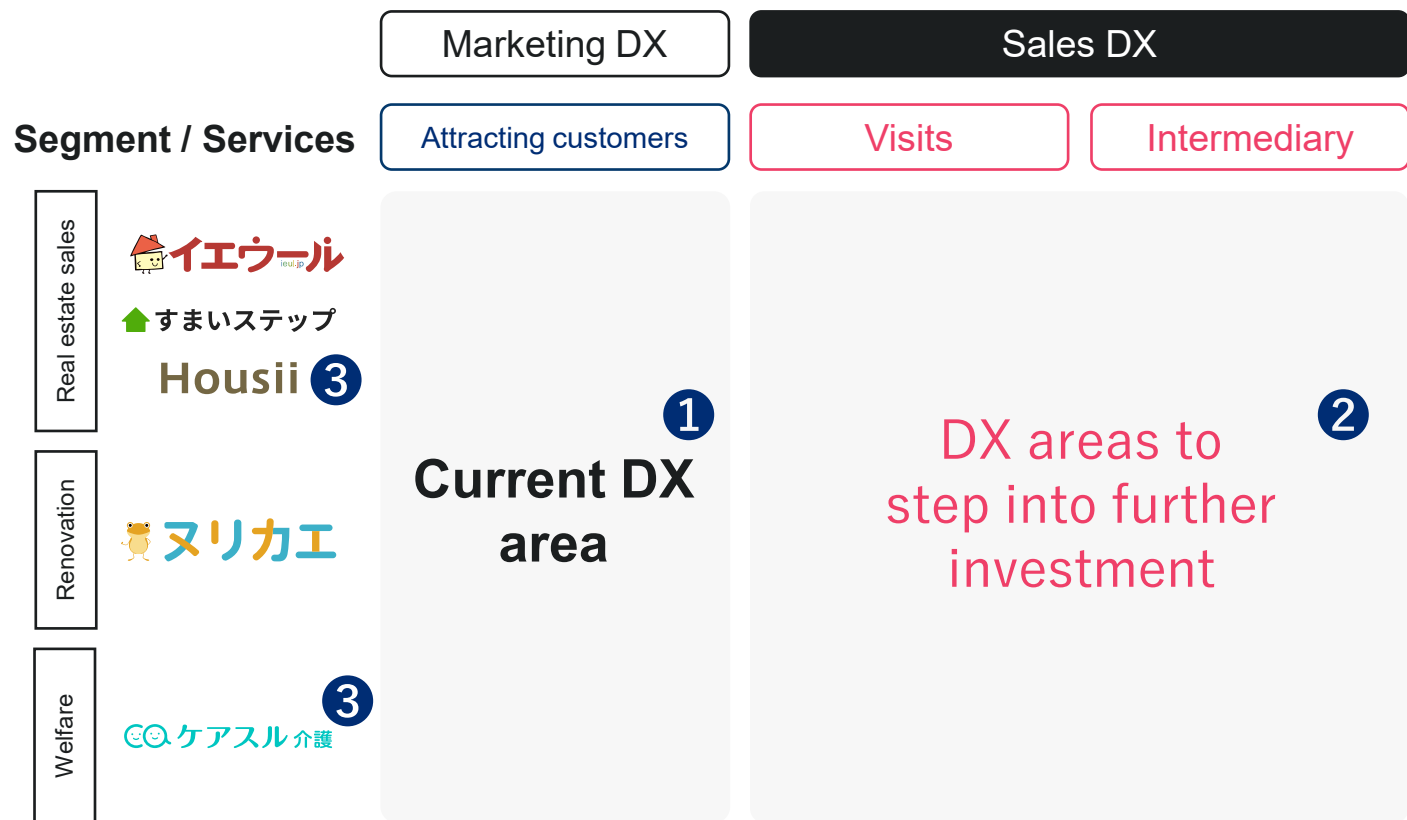 Marketing DX
Sales DX
Segment / Services
Attracting customers
Visits
Intermediary
Real estate sales
イエウール
ieul.jp
すまいステップ
Housii 3
1
Current DX
area
2
DX areas to
step into further
investment
Renovation
ヌリカエ
Welfare
3
ケアスル 介護